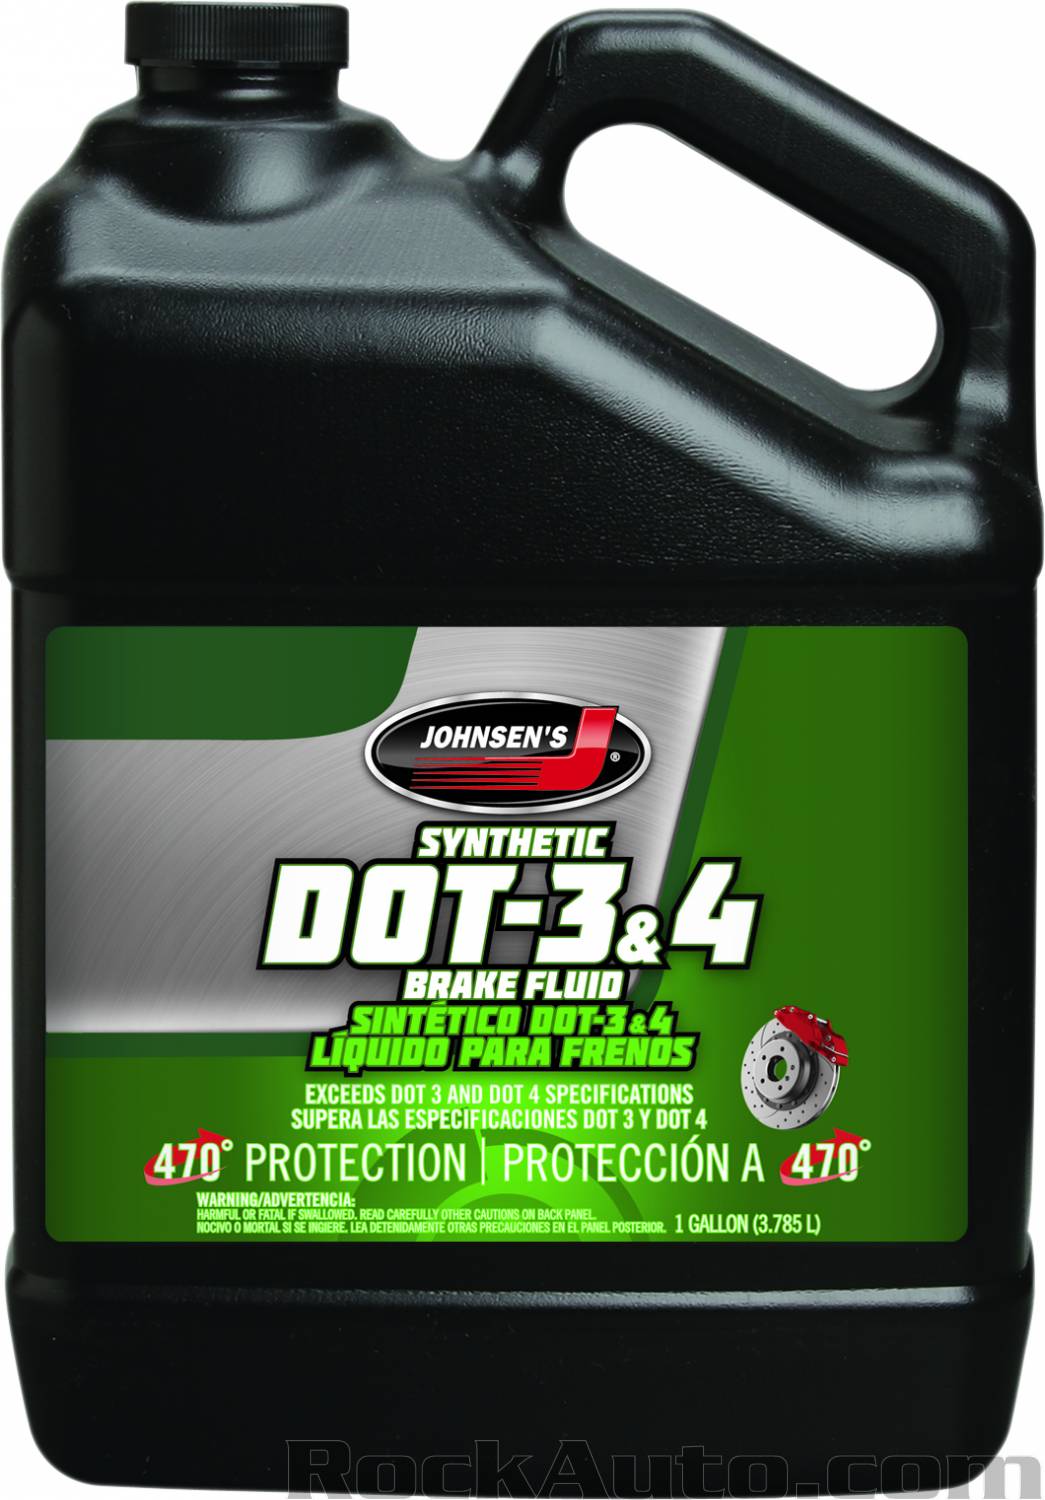 JOHNSEN'S
®
SYNTHETIC
DOT-3&4
BRAKE FLUID
SINTÉTICO DOT-3&4
LÍQUIDO PARA FRENOS
EXCEEDS DOT 3 AND DOT 4 SPECIFICATIONS
SUPERA LAS ESPECIFICACIONES DOT 3 Y DOT 4
470° PROTECTION | PROTECCIÓN A 470°
WARNING/ADVERTENCIA:
HARMFUL OR FATAL IF SWALLOWED. READ CAREFULLY OTHER CAUTIONS ON BACK PANEL.
NOCIVO O MORTAL SI SE INGIERE. LEA DETENIDAMENTE OTRAS PRECAUCIONES EN EL PANEL POSTERIOR. 1 GALLON (3.785 L)
RockAuto.com